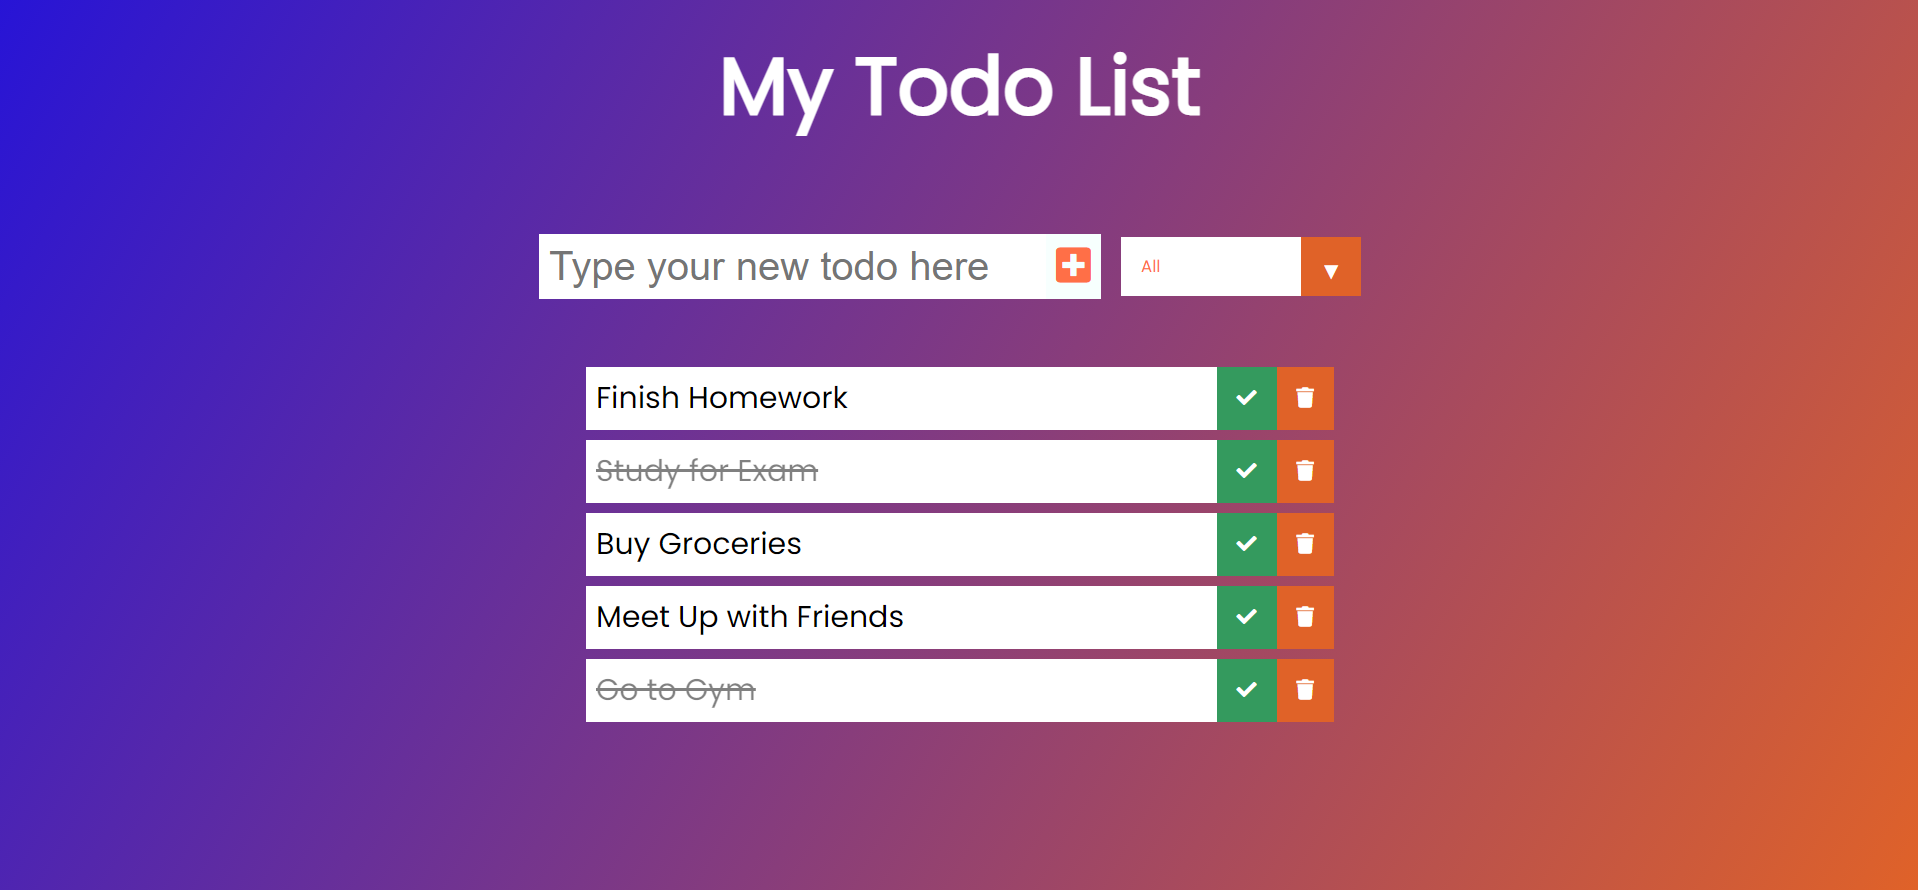 My Todo List
Type your new todo here
All
Finish Homework
Study for Exam
Buy Groceries
Meet Up with Friends
Go to Gym